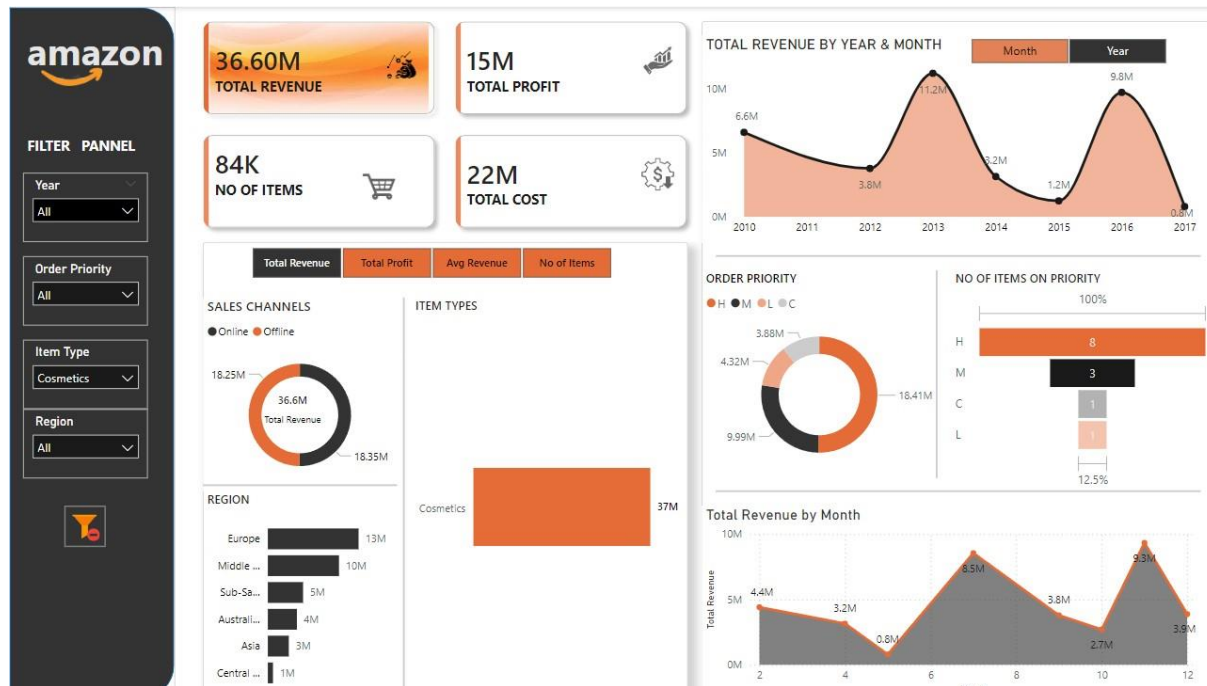 amazon
FILTER PANNEL
Year
All
Order Priority
All
Item Type
Cosmetics
Region
All
36.60M
TOTAL REVENUE
15M
TOTAL PROFIT
84K
NO OF ITEMS
22M
TOTAL COST
Total Revenue
Total Profit
Avg Revenue
No of Items
SALES CHANNELS
Online Offline
18.25M
36.6M
Total Revenue
18.35M
REGION
Europe 13M
Middle ... 10M
Sub-Sa... 5M
Australi... 4M
Asia 3M
Central ... 1M
ITEM TYPES
Cosmetics 37M
TOTAL REVENUE BY YEAR & MONTH
Month
Year
10M
5M
0M
6.6M
3.8M
11.2M
3.2M
1.2M
9.8M
0.8M
2010 2011 2012 2013 2014 2015 2016 2017
ORDER PRIORITY
H M L C
3.88M
4.32M
18.41M
9.99M
NO OF ITEMS ON PRIORITY
100%
H 8
M 3
C 1
L 1
12.5%
Total Revenue by Month
Total Revenue
10M
5M
0M
4.4M
3.2M
0.8M
8.5M
3.8M
2.7M
9.3M
3.9M
2 4 6 8 10 12